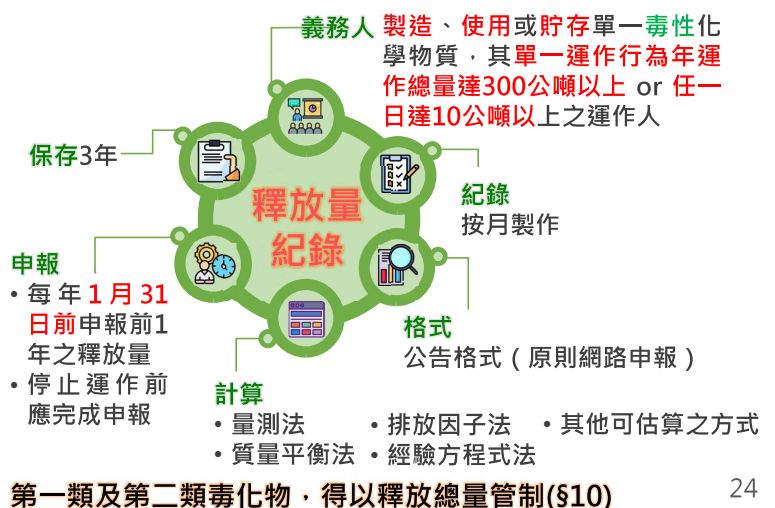 義務人
製造、使用或貯存單一毒性化
學物質，其單一運作行為年運
作總量達300公噸以上 or 任一
日達10公噸以上之運作人
保存3年
釋放量
紀錄
紀錄
按月製作
申報
• 每年1月31
日前申報前1
年之釋放量
• 停止運作前
應完成申報
格式
公告格式（原則網路申報）
計算
• 量測法 • 排放因子法 • 其他可估算之方式
• 質量平衡法 • 經驗方程式法
第一類及第二類毒化物，得以釋放總量管制(§10)
24